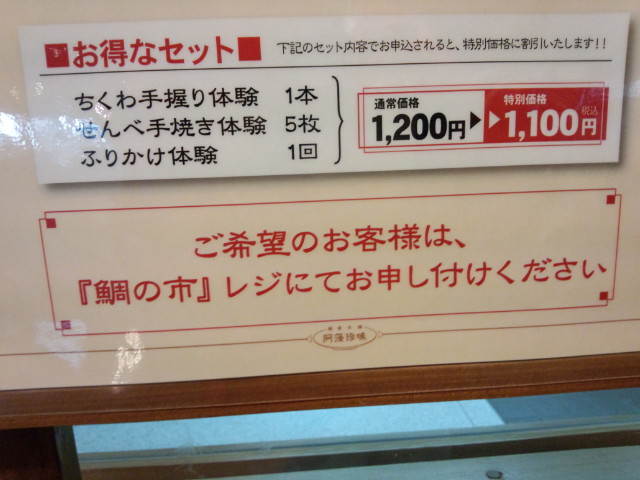 お得なセット
下記のセット内容でお申込されると、特別価格に割引いたします!!
ちくわ手握り体験 1本
せんべ手焼き体験 5枚
ふりかけ体験 1回
通常価格
1,200円
特別価格
税込
1,100円
ご希望のお客様は、
『鯛の市』レジにてお申し付けください
阿藻珍味